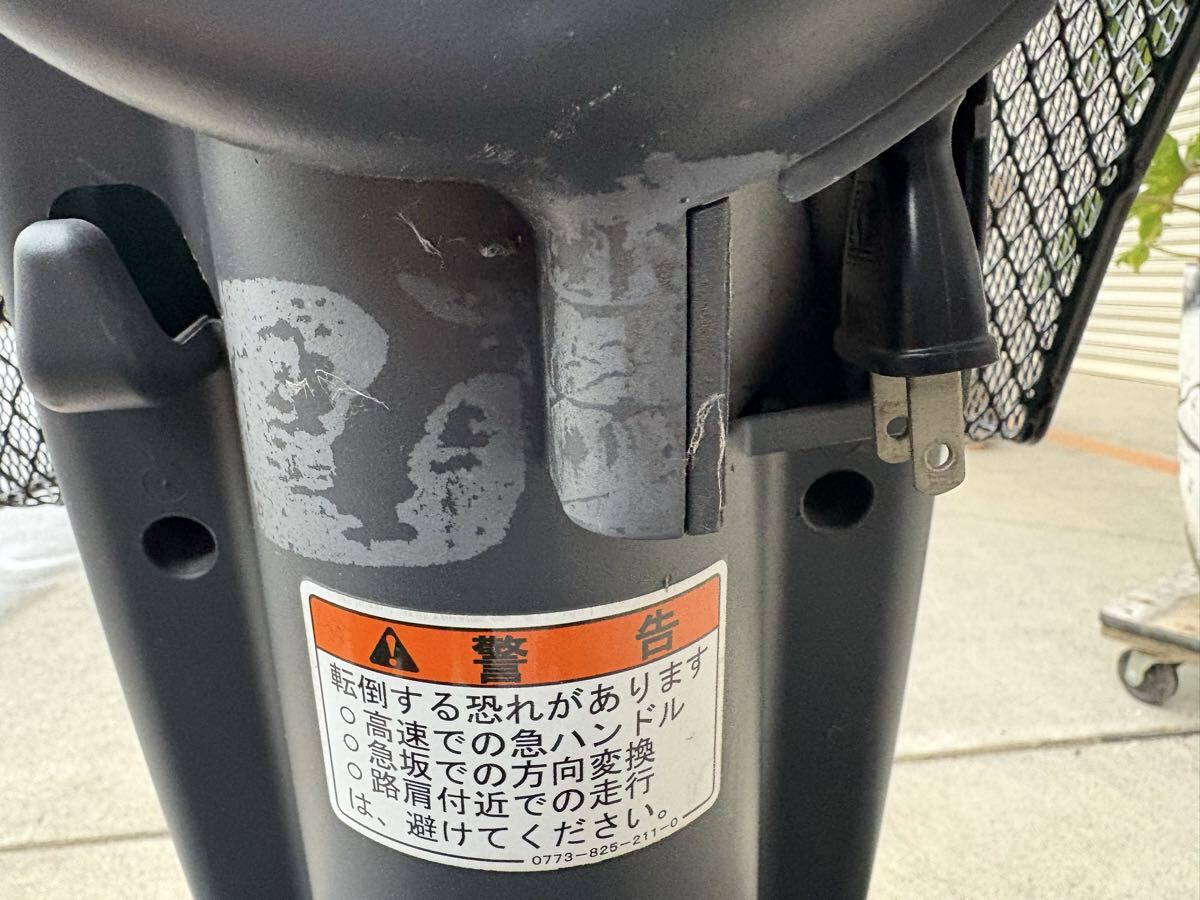 警告
転倒する恐れがあります
○高速での急ハンドル
○急坂での方向変換
○路肩付近での走行
は、避けてください。
0773-825-211-0